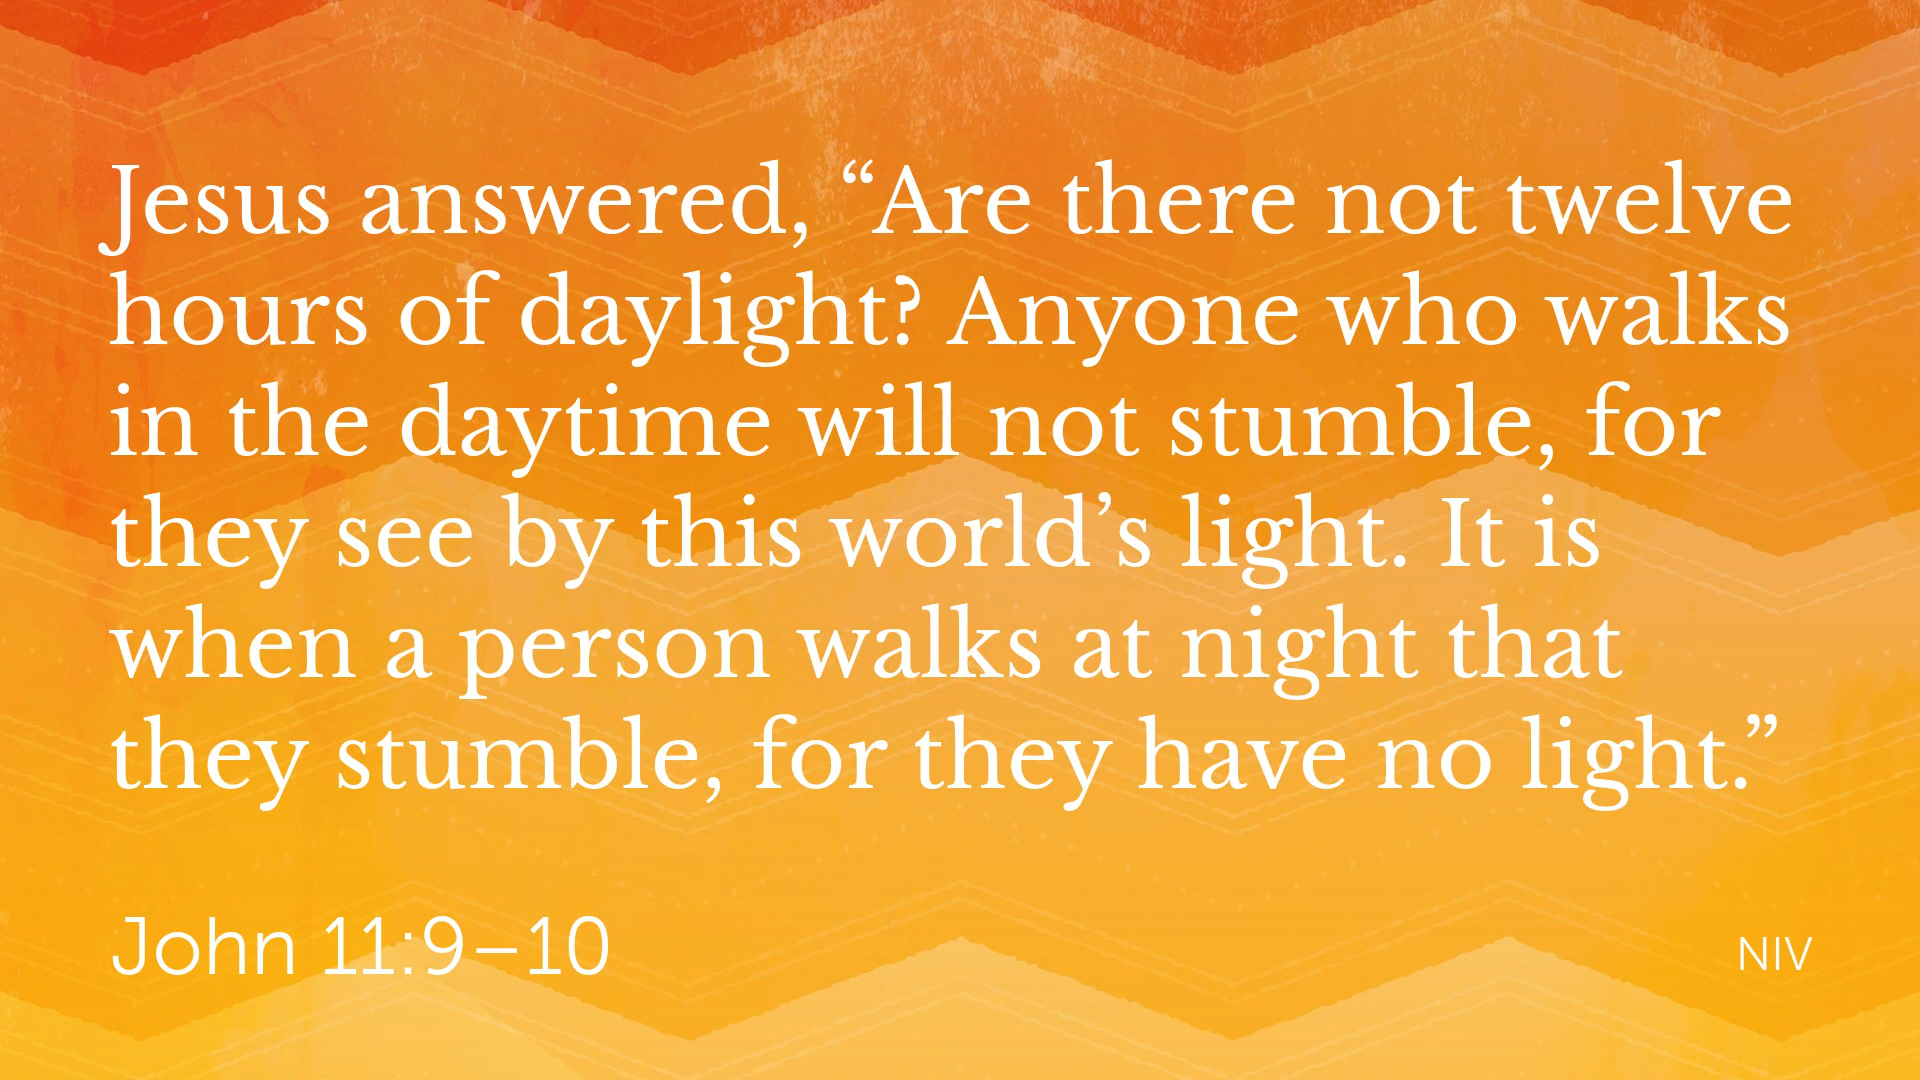 Jesus answered, “Are there not twelve
hours of daylight? Anyone who walks
in the daytime will not stumble, for
they see by this world’s light. It is
when a person walks at night that
they stumble, for they have no light.”
John 11:9–10
NIV